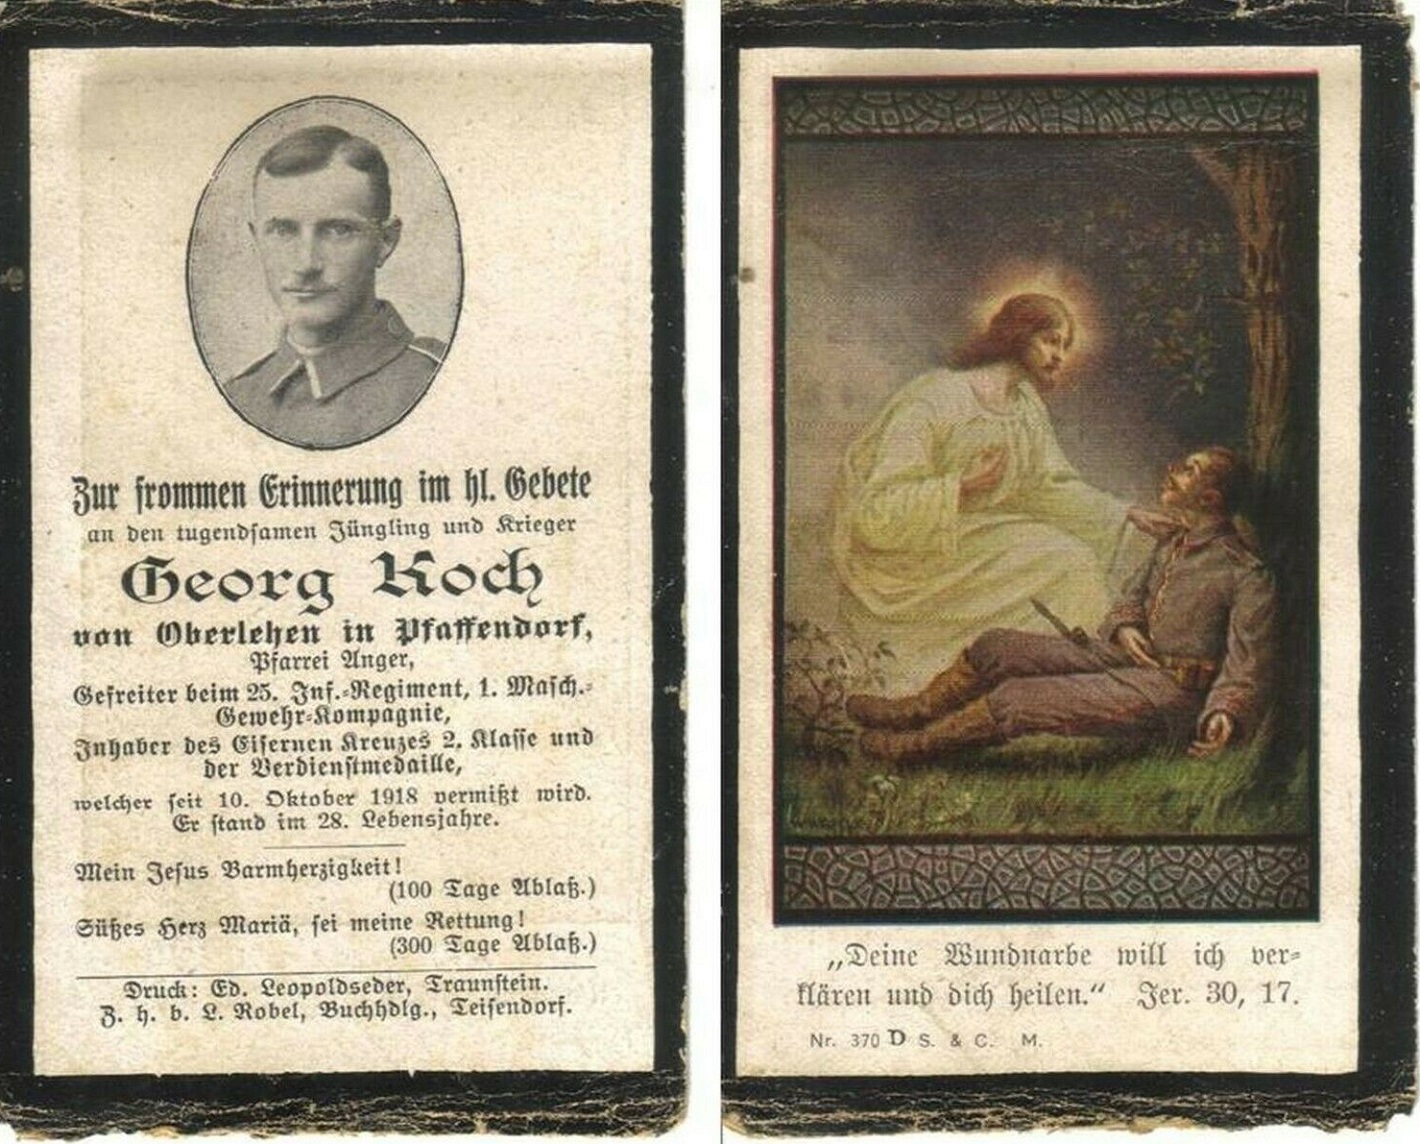 Zur frommen Erinnerung im hl. Gebete
an den tugendsamen Jüngling und Krieger
Georg Koch
von Oberlehen in Pfaffendorf,
Pfarrei Anger,
Gefreiter beim 25. Inf.-Regiment, 1. Masch.-
Gewehr-Kompagnie,
Inhaber des Eisernen Kreuzes 2. Klasse und
der Verdienstmedaille,
welcher seit 10. Oktober 1918 vermißt wird.
Er stand im 28. Lebensjahre.
Mein Jesus Barmherzigkeit!
(100 Tage Ablaß.)
Süßes Herz Mariä, sei meine Rettung!
(300 Tage Ablaß.)
Druck: Ed. Leopoldseder, Traunstein.
Z. h. b. L. Robel, Buchhdlg., Teisendorf.
„Deine Wundnarbe will ich ver-
klären und dich heilen.“ Jer. 30, 17.
Nr. 370 D S. & C. M.